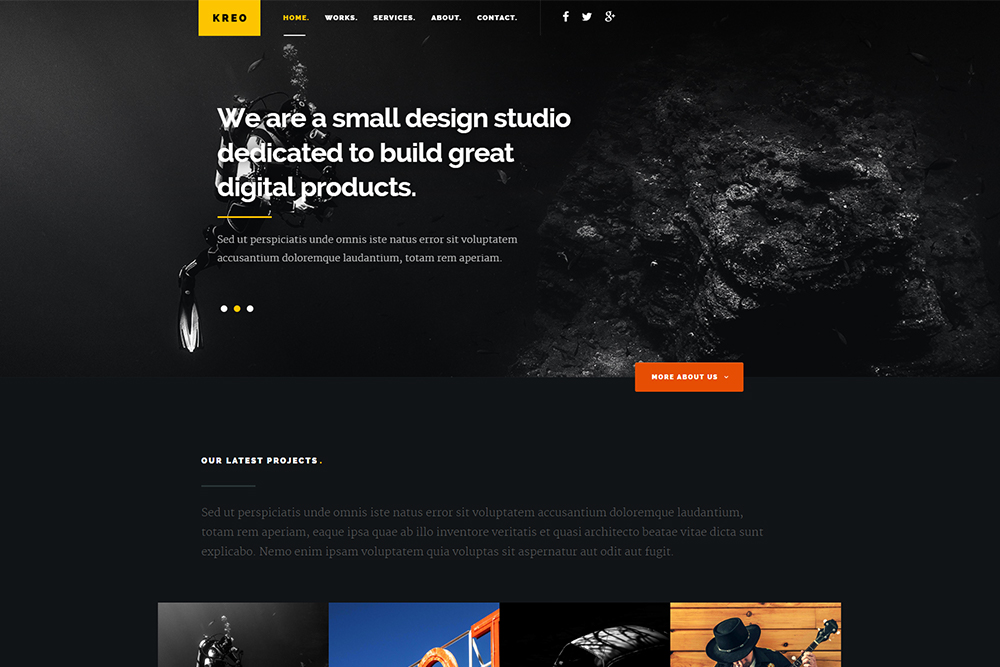 KREO
HOME. WORKS. SERVICES. ABOUT. CONTACT.
We are a small design studio
dedicated to build great
digital products.
Sed ut perspiciatis unde omnis iste natus error sit voluptatem
accusantium doloremque laudantium, totam rem aperiam.
MORE ABOUT US
OUR LATEST PROJECTS.
Sed ut perspiciatis unde omnis iste natus error sit voluptatem accusantium doloremque laudantium,
totam rem aperiam, eaque ipsa quae ab illo inventore veritatis et quasi architecto beatae vitae dicta sunt
explicabo. Nemo enim ipsam voluptatem quia voluptas sit aspernatur aut odit aut fugit.